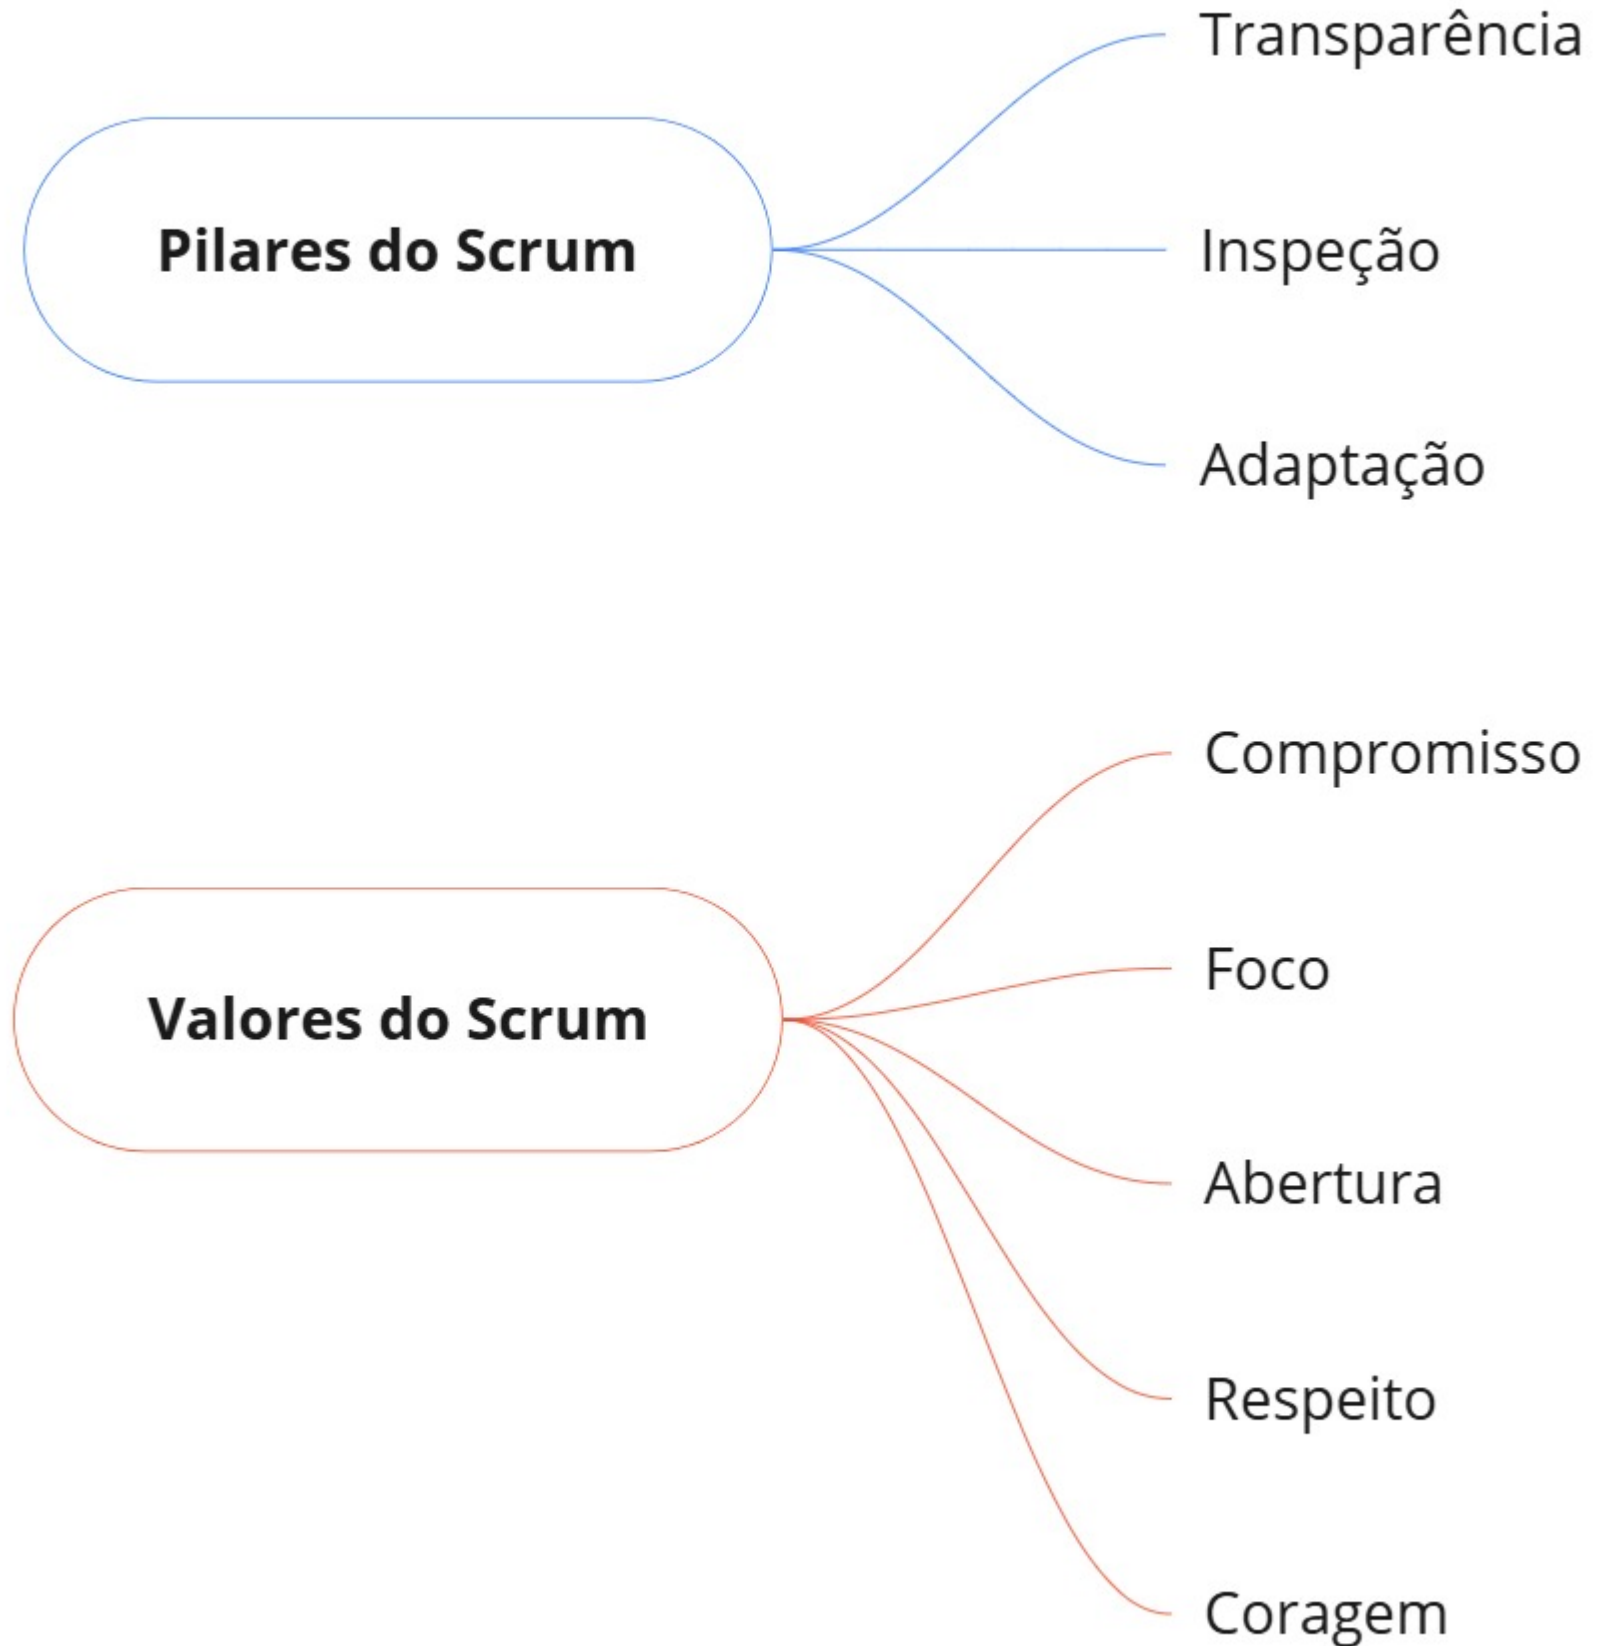 Pilares do Scrum
Transparência
Inspeção
Adaptação
Valores do Scrum
Compromisso
Foco
Abertura
Respeito
Coragem